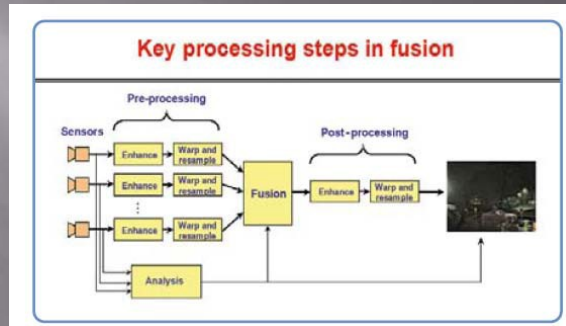 Key processing steps in fusion
Pre-processing
Sensors
Post-processing
Enhance
Warp and
resample
Enhance
Warp and
resample
Enhance
Warp and
resample
Fusion
Enhance
Warp and
resample
Analysis